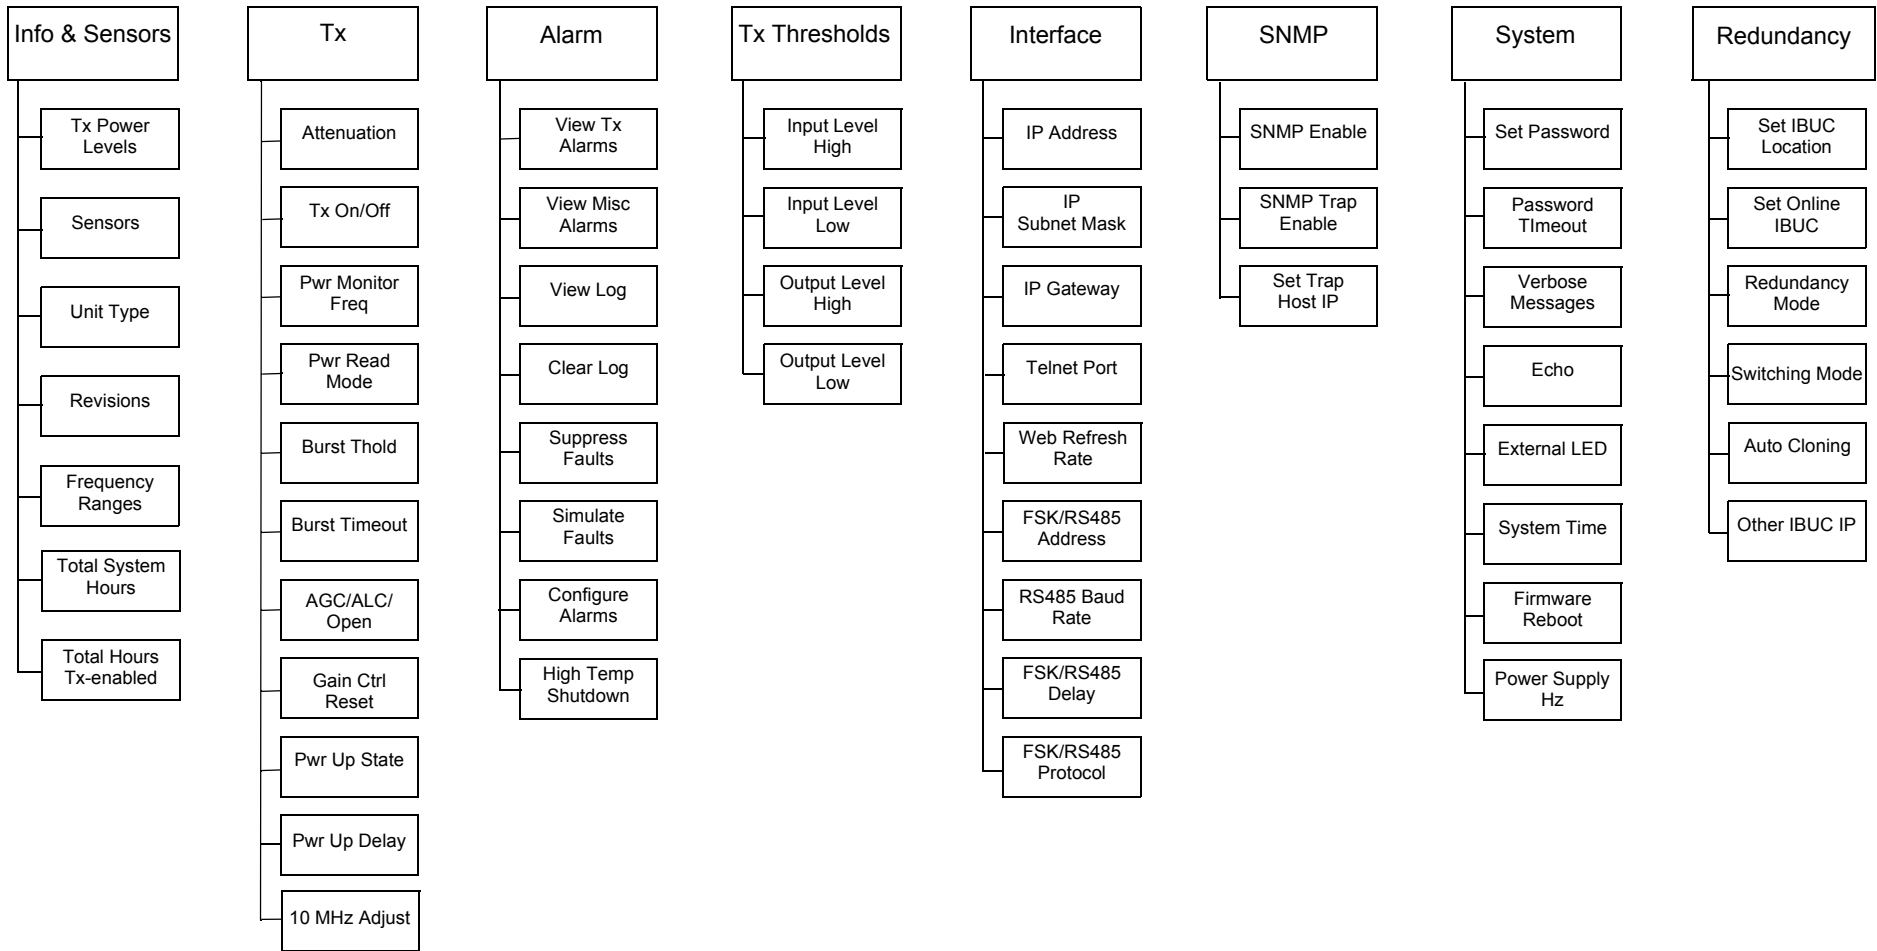 Info & Sensors
Tx Power
Levels
Sensors
Unit Type
Revisions
Frequency
Ranges
Total System
Hours
Total Hours
Tx-enabled
Tx
Attenuation
Tx On/Off
Pwr Monitor
Freq
Pwr Read
Mode
Burst Thold
Burst Timeout
AGC/ALC/
Open
Gain Ctrl
Reset
Pwr Up State
Pwr Up Delay
10 MHz Adjust
Alarm
View Tx
Alarms
View Misc
Alarms
View Log
Clear Log
Suppress
Faults
Simulate
Faults
Configure
Alarms
High Temp
Shutdown
Tx Thresholds
Input Level
High
Input Level
Low
Output Level
High
Output Level
Low
Interface
IP Address
IP
Subnet Mask
IP Gateway
Telnet Port
Web Refresh
Rate
FSK/RS485
Address
RS485 Baud
Rate
FSK/RS485
Delay
FSK/RS485
Protocol
SNMP
SNMP Enable
SNMP Trap
Enable
Set Trap
Host IP
System
Set Password
Password
TImeout
Verbose
Messages
Echo
External LED
System Time
Firmware
Reboot
Power Supply
Hz
Redundancy
Set IBUC
Location
Set Online
IBUC
Redundancy
Mode
Switching Mode
Auto Cloning
Other IBUC IP